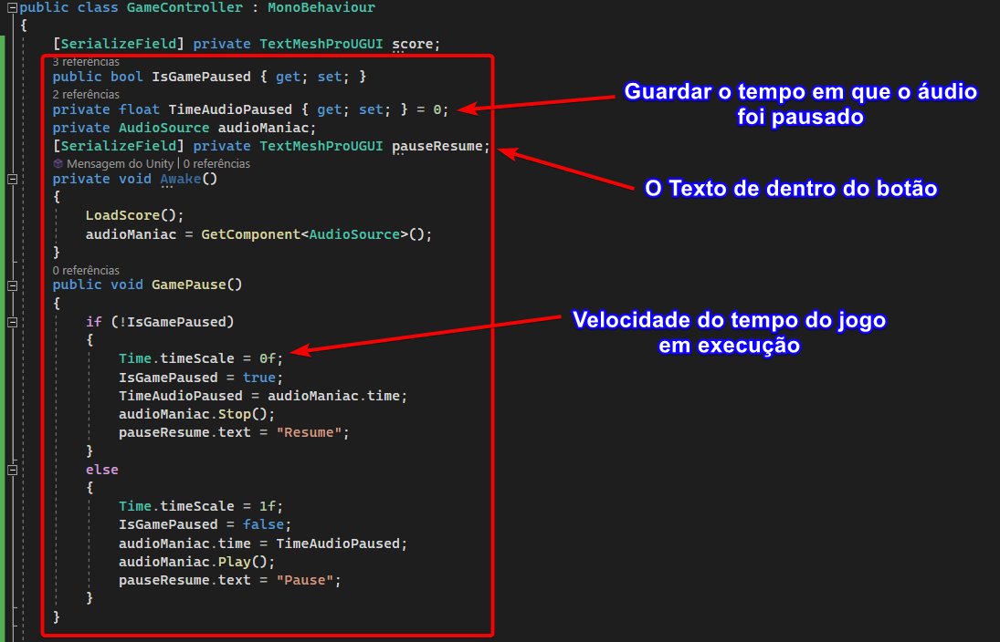 public class GameController : MonoBehaviour
{
[SerializeField] private TextMeshProUGUI score;
3 referências
public bool IsGamePaused { get; set; }
2 referências
private float TimeAudioPaused { get; set; } = 0;
private AudioSource audioManiac;
[SerializeField] private TextMeshProUGUI pauseResume;
Mensagem do Unity | 0 referências
private void Awake()
{
LoadScore();
audioManiac = GetComponent<AudioSource>();
}
0 referências
public void GamePause()
{
if (!IsGamePaused)
{
Time.timeScale = 0f;
IsGamePaused = true;
TimeAudioPaused = audioManiac.time;
audioManiac.Stop();
pauseResume.text = "Resume";
}
else
{
Time.timeScale = 1f;
IsGamePaused = false;
audioManiac.time = TimeAudioPaused;
audioManiac.Play();
pauseResume.text = "Pause";
}
}
Guardar o tempo em que o áudio
foi pausado
O Texto de dentro do botão
Velocidade do tempo do jogo
em execução